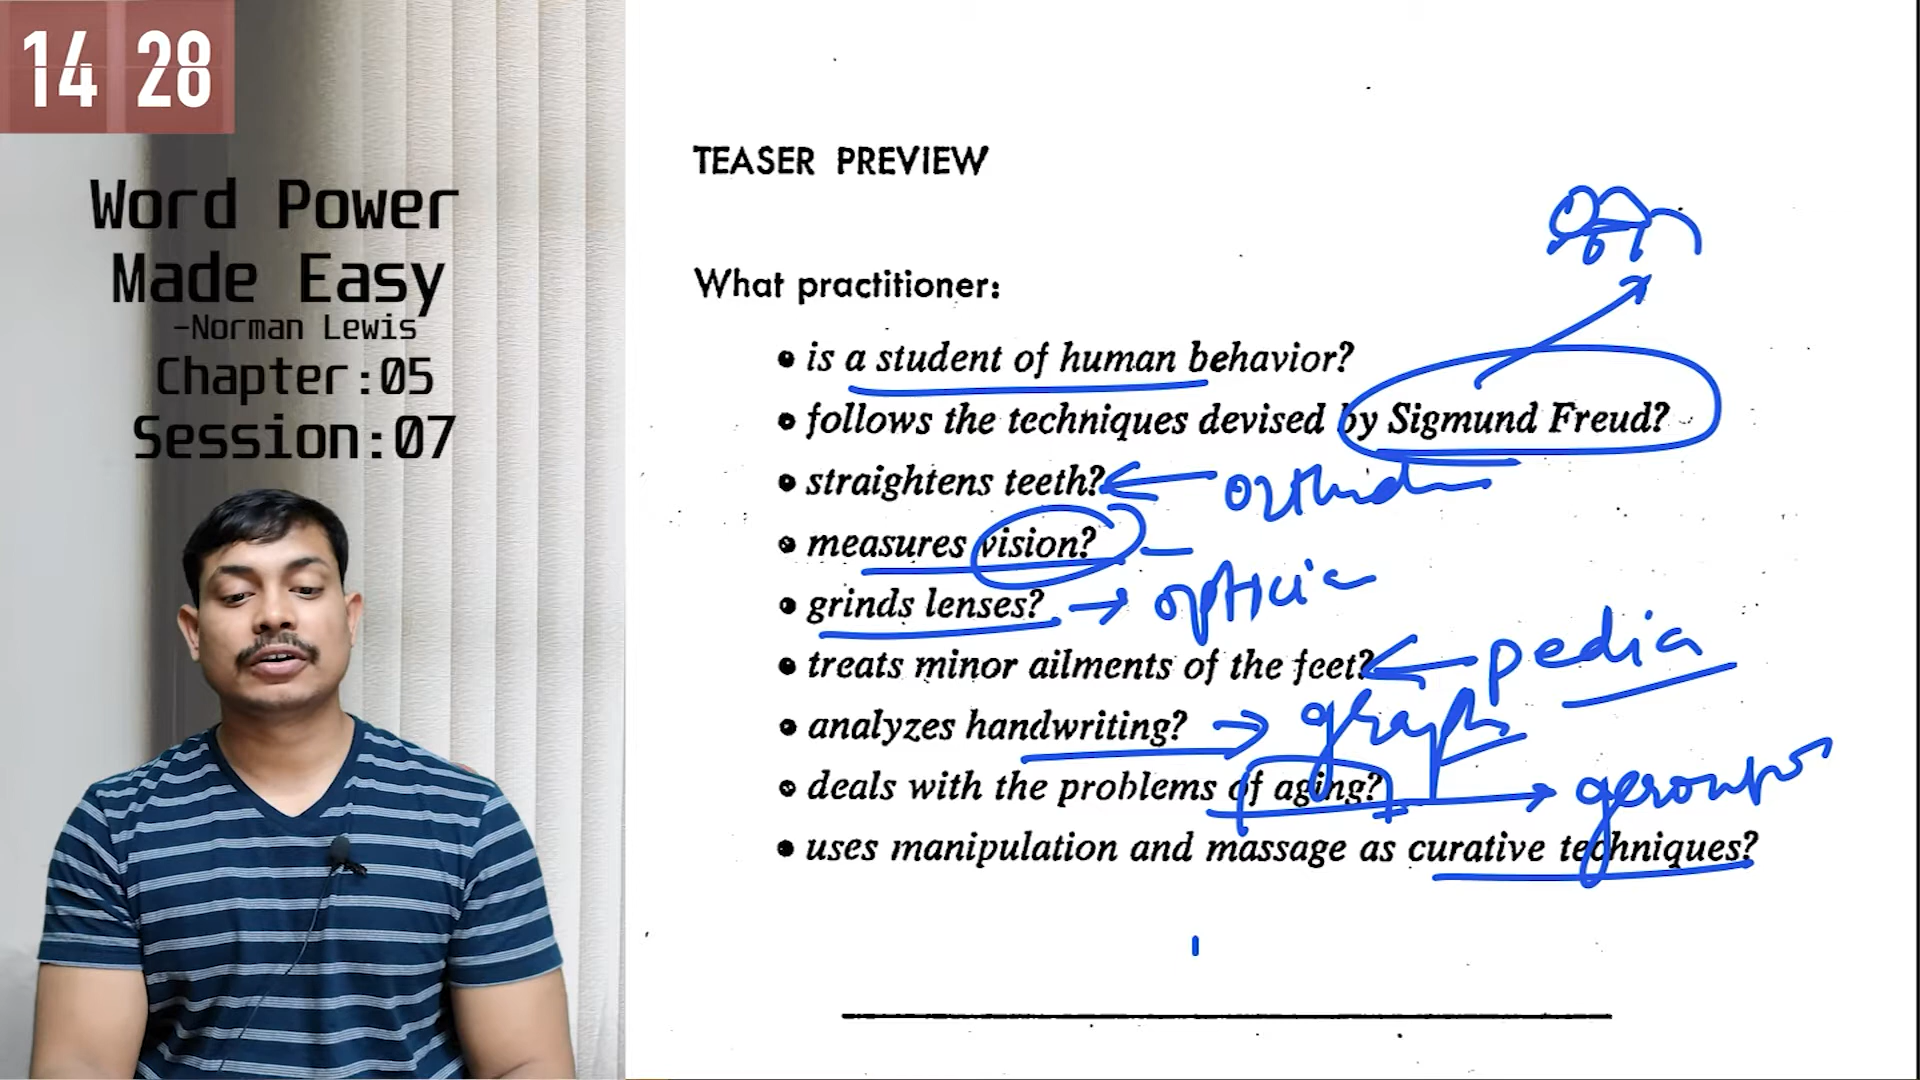 14 28
Word Power
Made Easy
-Norman Lewis
Chapter:05
Session:07
TEASER PREVIEW
What practitioner:
• is a student of human behavior?
• follows the techniques devised by Sigmund Freud?
• straightens teeth?
• measures vision?
• grinds lenses?
• treats minor ailments of the feet?
pedia
• analyzes handwriting?
graph
• deals with the problems of aging?
• uses manipulation and massage as curative techniques?